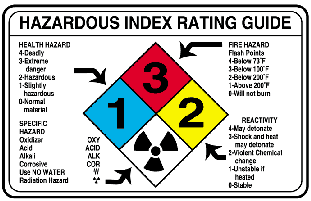 HAZARDOUS INDEX RATING GUIDE
HEALTH HAZARD
4-Deadly
3-Extreme
danger
2-Hazardous
1-Slightly
hazardous
0-Normal
material
FIRE HAZARD
Flash Points
4-Below 73°F
3-Below 100°F
2-Below 200°F
1-Above 200°F
0-Will not burn
3
1
2
SPECIFIC
HAZARD
Oxidizer OXY
Acid ACID
Alkali ALK
Corrosive COR
Use NO WATER W
Radiation Hazard
REACTIVITY
4-May detonate
3-Shock and heat
may detonate
2-Violent Chemical
change
1-Unstable if
heated
0-Stable